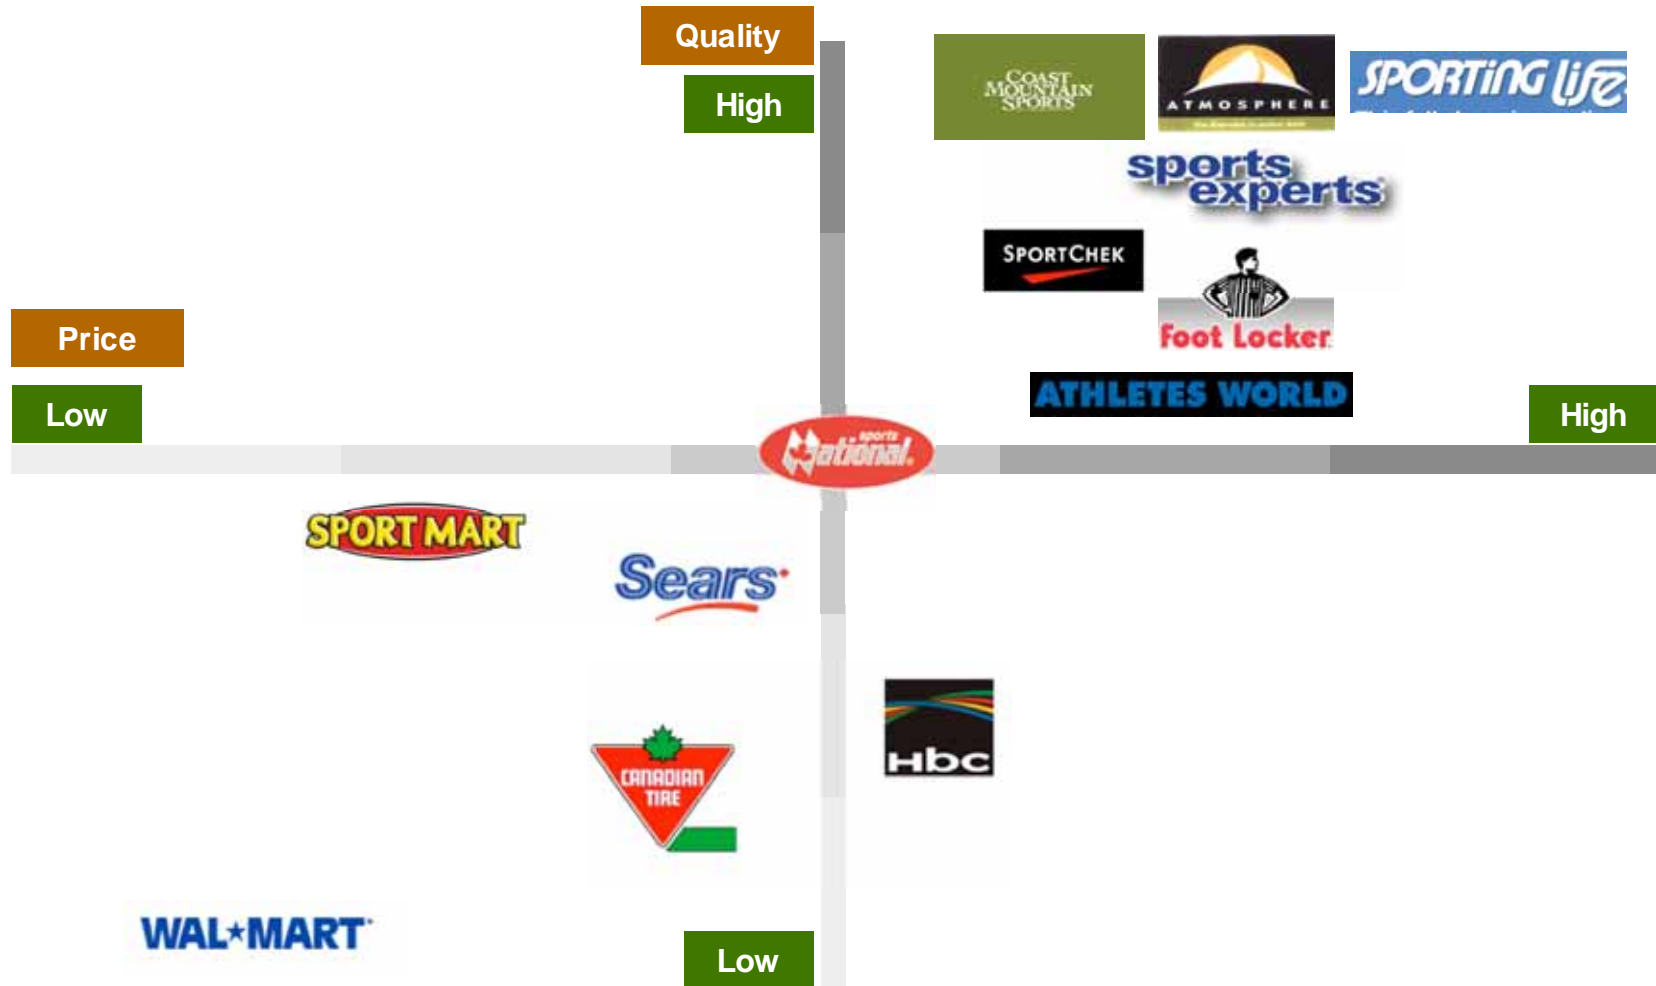 Quality
High
COAST
MOUNTAIN
SPORTS
ATMOSPHERE
SPORTING life
sports
experts
SPORTCHEK
Foot Locker
Price
Low
ATHLETES WORLD
High
sports
National
SPORT MART
Sears
CANADIAN
TIRE
Hbc
WAL★MART
Low